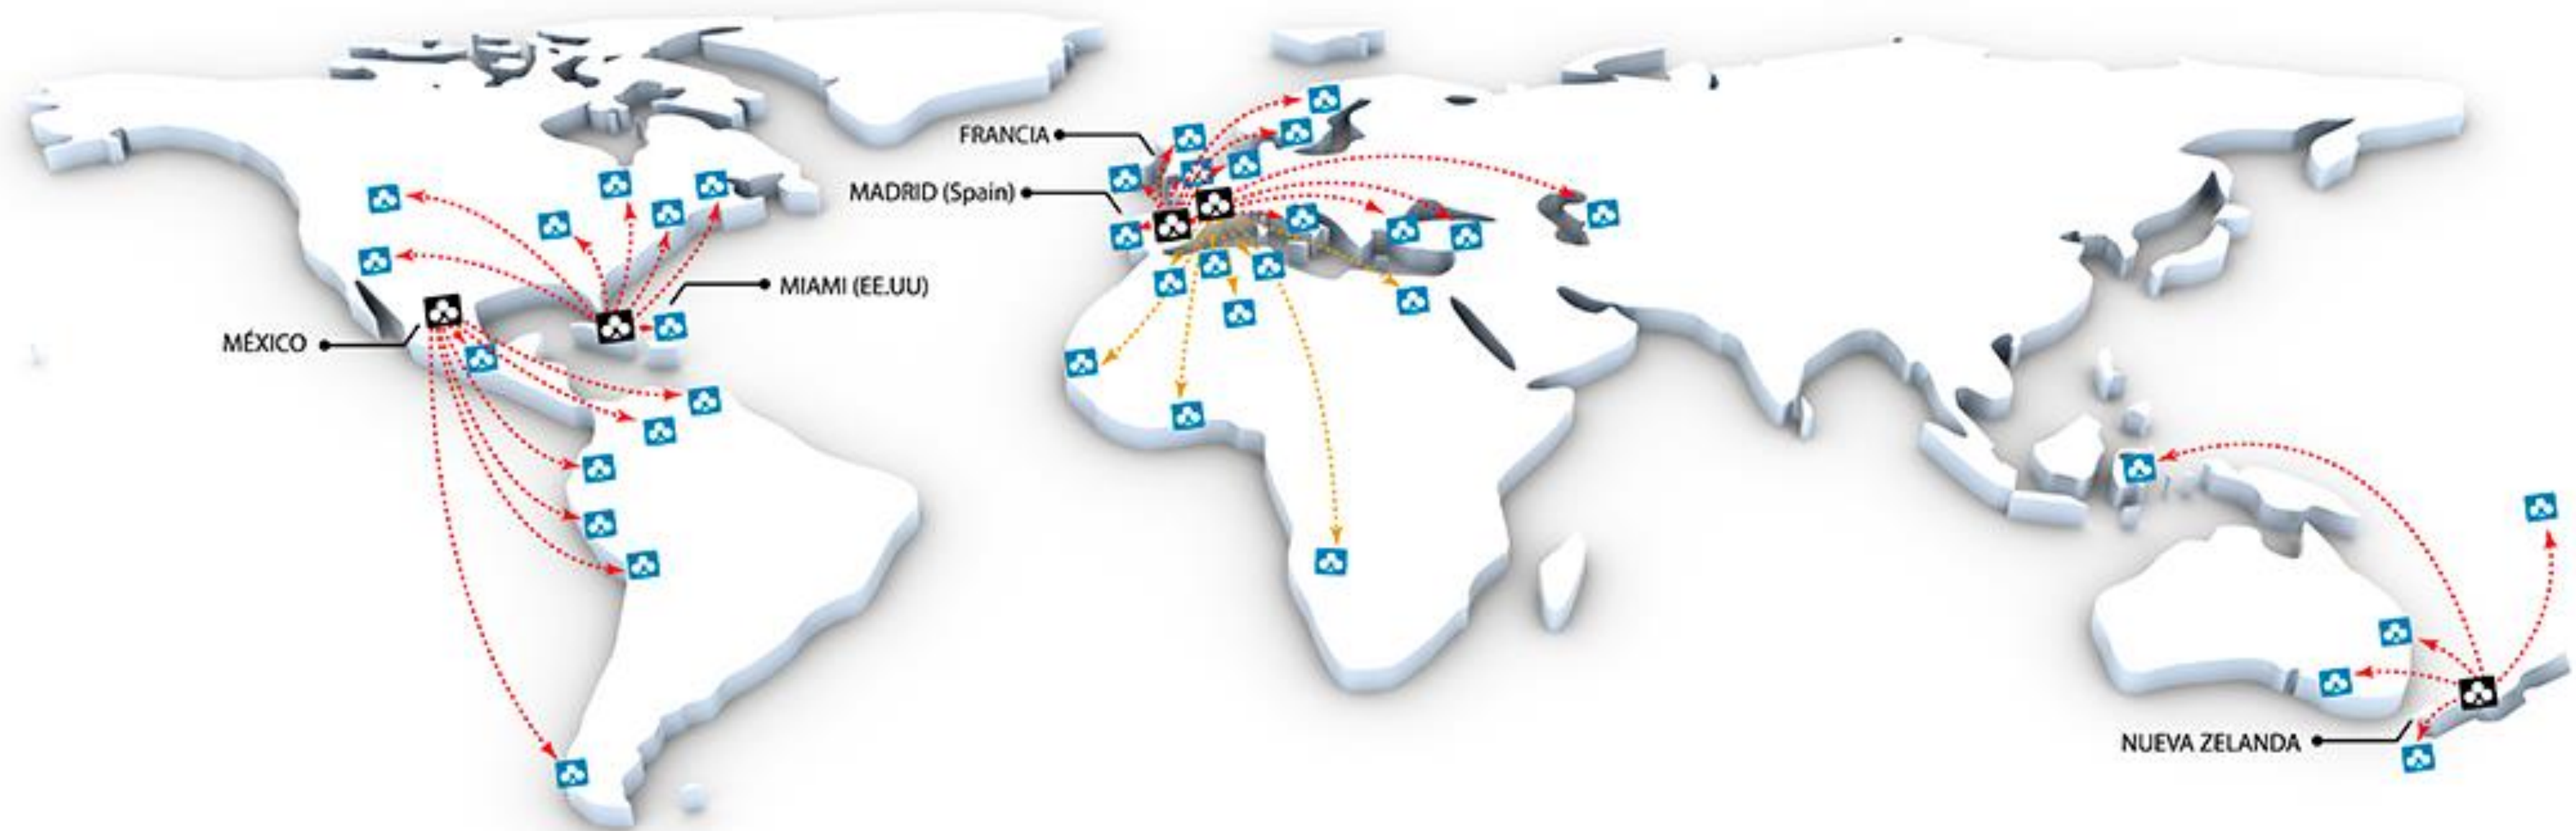 FRANCIA
MADRID (Spain)
MIAMI (EE.UU)
MÉXICO
NUEVA ZELANDA